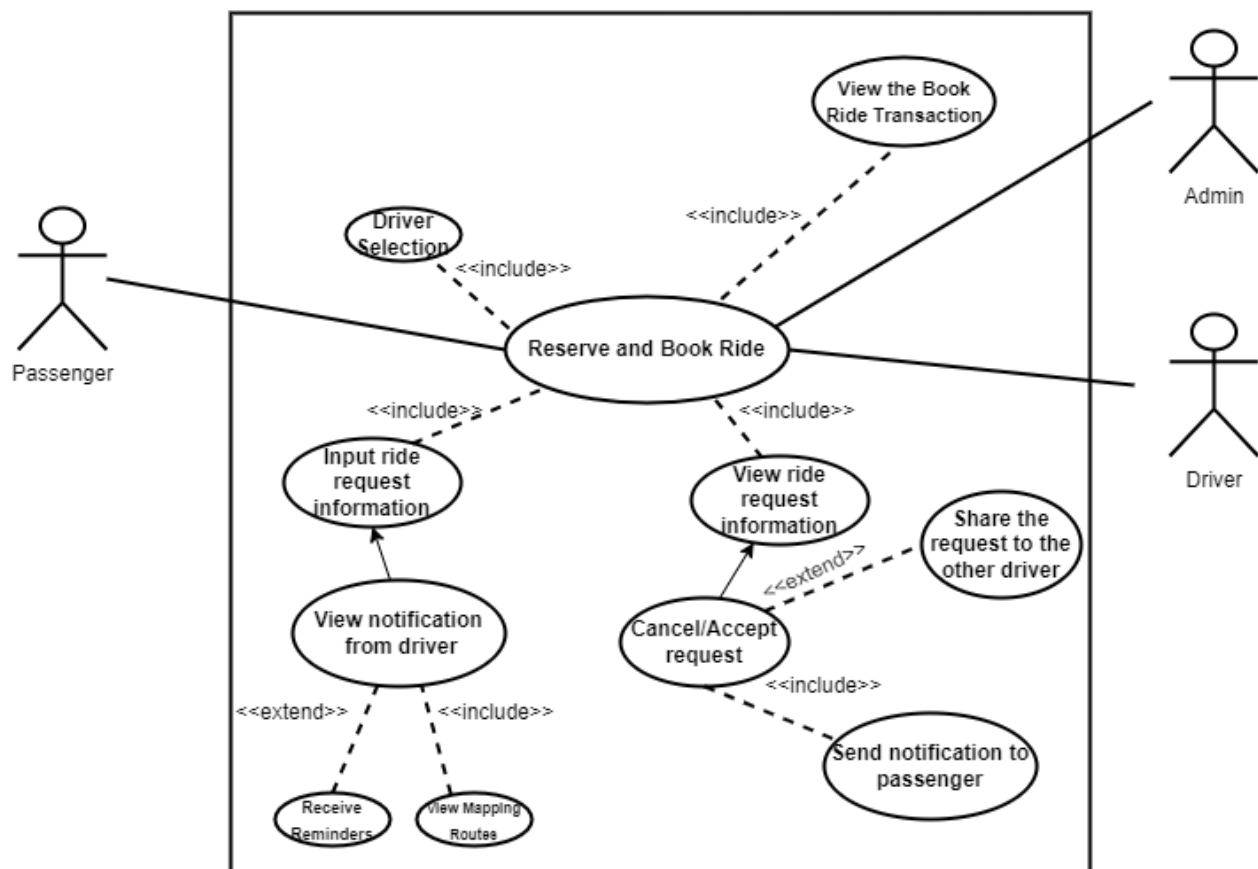 View the Book
Ride Transaction
Admin
<<include>>
Driver
Selection
<<include>>
Passenger
Reserve and Book Ride
<<include>>
<<include>>
Input ride
request
information
View ride
request
information
Driver
Share the
request to the
other driver
<<extend>>
View notification
from driver
Cancel/Accept
request
<<include>>
<<extend>>
<<include>>
Send notification to
passenger
Receive
Reminders
View Mapping
Routes